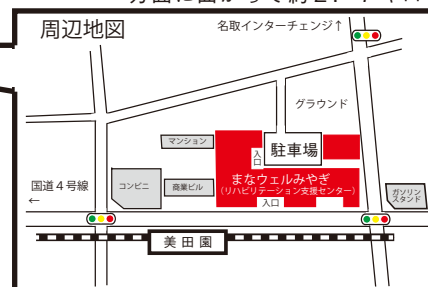 周辺地図
名取インターチェンジ↑
グラウンド
マンション
入口
駐車場
国道4号線
←
コンビニ
商業ビル
まなウェルみやぎ
（リハビリテーション支援センター）
入口
ガソリン
スタンド
美田園